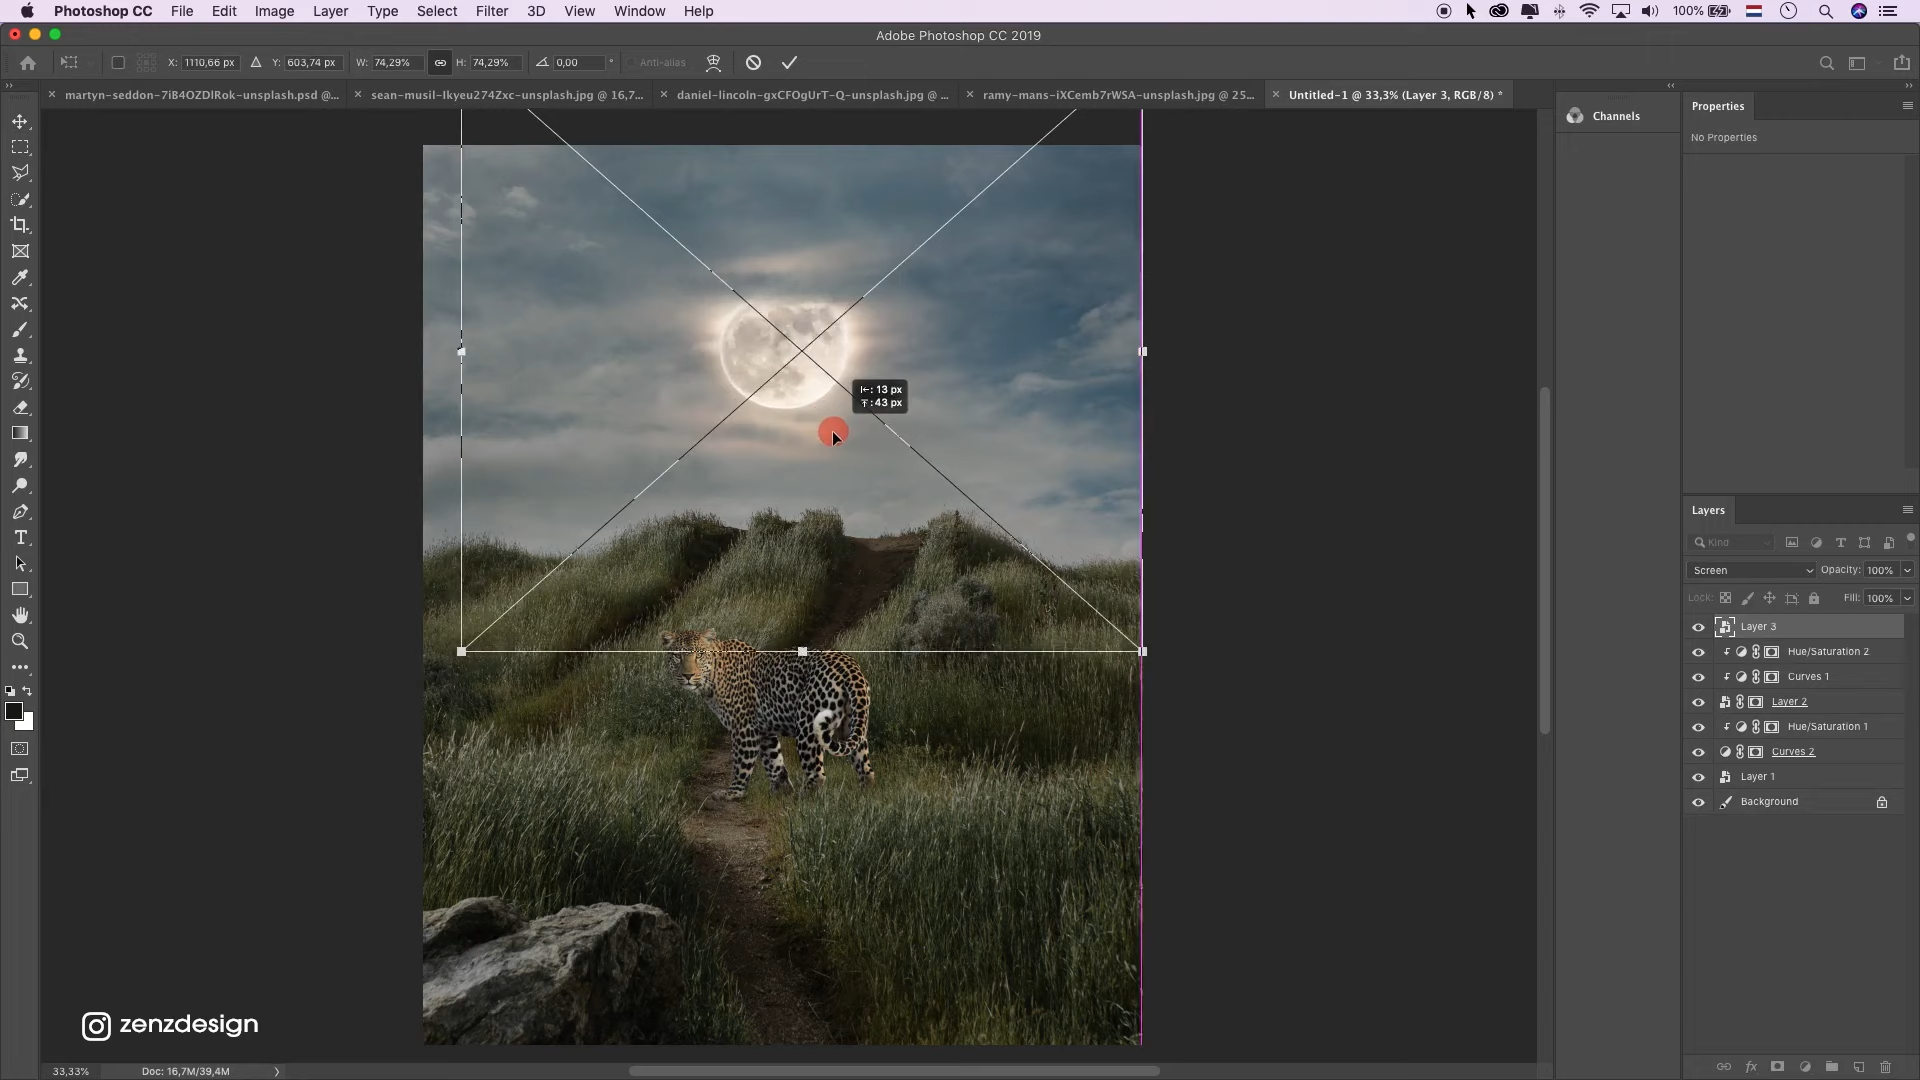 Photoshop CC File Edit Image Layer Type Select Filter 3D View Window Help 100%
Adobe Photoshop CC 2019
X: 1110,66 px Y: 603,74 px W: 74,29% H: 74,29% 0,00 ° Anti-alias
martyn-seddon-7iB4OZDlRok-unsplash.psd @... sean-musil-Ikyeu274Zxc-unsplash.jpg @ 16,7... daniel-lincoln-gxCFOgUrT-Q-unsplash.jpg @ ... ramy-mans-iXCemb7rWSA-unsplash.jpg @ 25... Untitled-1 @ 33,3% (Layer 3, RGB/8) *
Channels
Properties
No Properties
: 13 px
: 43 px
Layers
Kind
Screen Opacity: 100%
Lock: Fill: 100%
Layer 3
Hue/Saturation 2
Curves 1
Layer 2
Hue/Saturation 1
Curves 2
Layer 1
Background
zenzdesign
33,33% Doc: 16,7M/39,4M